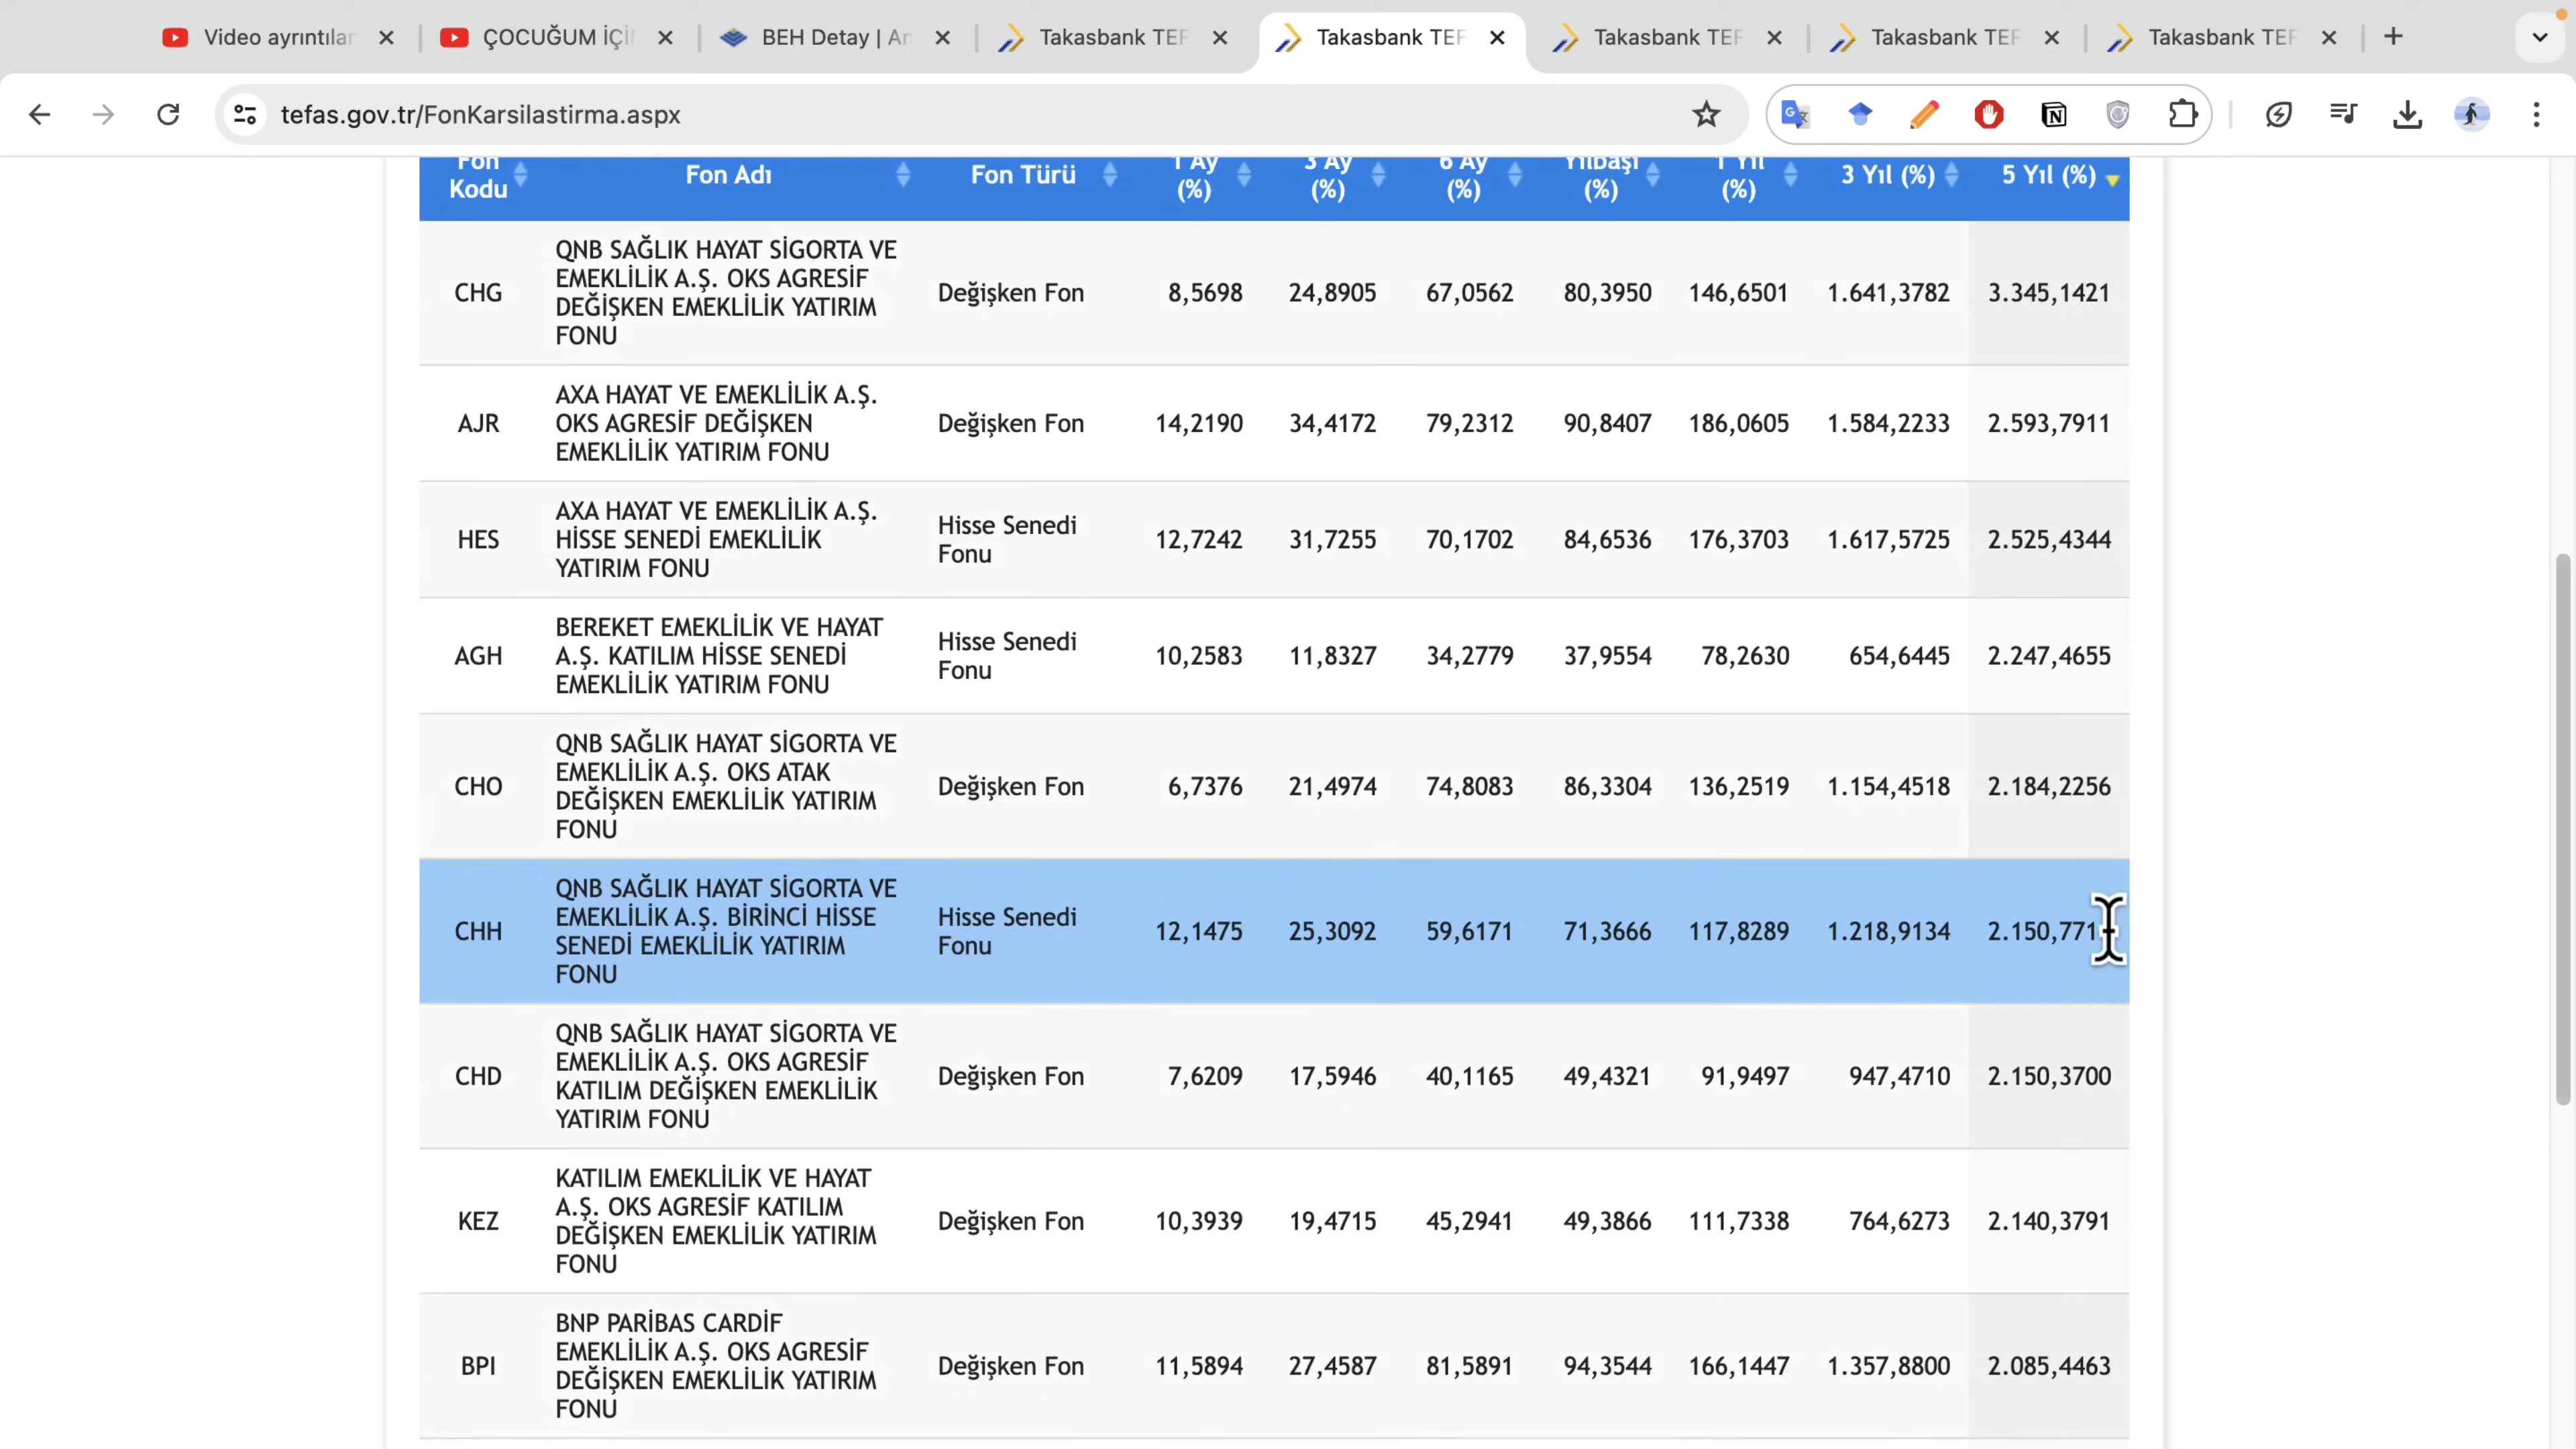 Video ayrıntılar
ÇOCUĞUM İÇİ
BEH Detay | An
Takasbank TEF
Takasbank TEF
Takasbank TEF
Takasbank TEF
Takasbank TEF
tefas.gov.tr/FonKarsilastirma.aspx
Fon Kodu
Fon Adı
Fon Türü
1 Ay (%)
3 Ay (%)
6 Ay (%)
Yılbaşı (%)
1 Yıl (%)
3 Yıl (%)
5 Yıl (%)
CHG
QNB SAĞLIK HAYAT SİGORTA VE
EMEKLİLİK A.Ş. OKS AGRESİF
DEĞİŞKEN EMEKLİLİK YATIRIM
FONU
Değişken Fon
8,5698 24,8905 67,0562 80,3950 146,6501 1.641,3782 3.345,1421
AJR
AXA HAYAT VE EMEKLİLİK A.Ş.
OKS AGRESİF DEĞİŞKEN
EMEKLİLİK YATIRIM FONU
Değişken Fon
14,2190 34,4172 79,2312 90,8407 186,0605 1.584,2233 2.593,7911
HES
AXA HAYAT VE EMEKLİLİK A.Ş.
HİSSE SENEDİ EMEKLİLİK
YATIRIM FONU
Hisse Senedi
Fonu
12,7242 31,7255 70,1702 84,6536 176,3703 1.617,5725 2.525,4344
AGH
BEREKET EMEKLİLİK VE HAYAT
A.Ş. KATILIM HİSSE SENEDİ
EMEKLİLİK YATIRIM FONU
Hisse Senedi
Fonu
10,2583 11,8327 34,2779 37,9554 78,2630 654,6445 2.247,4655
CHO
QNB SAĞLIK HAYAT SİGORTA VE
EMEKLİLİK A.Ş. OKS ATAK
DEĞİŞKEN EMEKLİLİK YATIRIM
FONU
Değişken Fon
6,7376 21,4974 74,8083 86,3304 136,2519 1.154,4518 2.184,2256
CHH
QNB SAĞLIK HAYAT SİGORTA VE
EMEKLİLİK A.Ş. BİRİNCİ HİSSE
SENEDİ EMEKLİLİK YATIRIM
FONU
Hisse Senedi
Fonu
12,1475 25,3092 59,6171 71,3666 117,8289 1.218,9134 2.150,771
CHD
QNB SAĞLIK HAYAT SİGORTA VE
EMEKLİLİK A.Ş. OKS AGRESİF
KATILIM DEĞİŞKEN EMEKLİLİK
YATIRIM FONU
Değişken Fon
7,6209 17,5946 40,1165 49,4321 91,9497 947,4710 2.150,3700
KEZ
KATILIM EMEKLİLİK VE HAYAT
A.Ş. OKS AGRESİF KATILIM
DEĞİŞKEN EMEKLİLİK YATIRIM
FONU
Değişken Fon
10,3939 19,4715 45,2941 49,3866 111,7338 764,6273 2.140,3791
BPI
BNP PARİBAS CARDİF
EMEKLİLİK A.Ş. OKS AGRESİF
DEĞİŞKEN EMEKLİLİK YATIRIM
FONU
Değişken Fon
11,5894 27,4587 81,5891 94,3544 166,1447 1.357,8800 2.085,4463